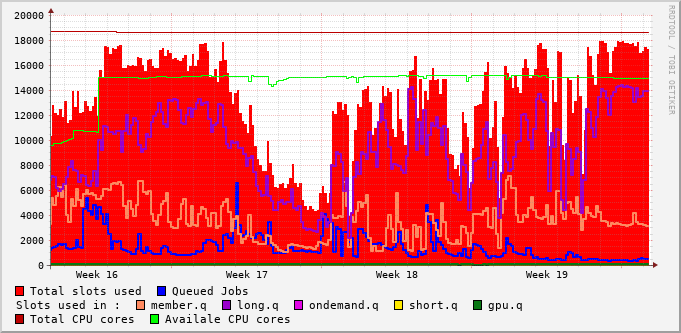 20000
18000
16000
14000
12000
10000
8000
6000
4000
2000
0
Week 16 Week 17 Week 18 Week 19
Total slots used Queued Jobs
Slots used in : member.q long.q ondemand.q short.q gpu.q
Total CPU cores Availale CPU cores
RRDTOOL / TOBI OETIKER